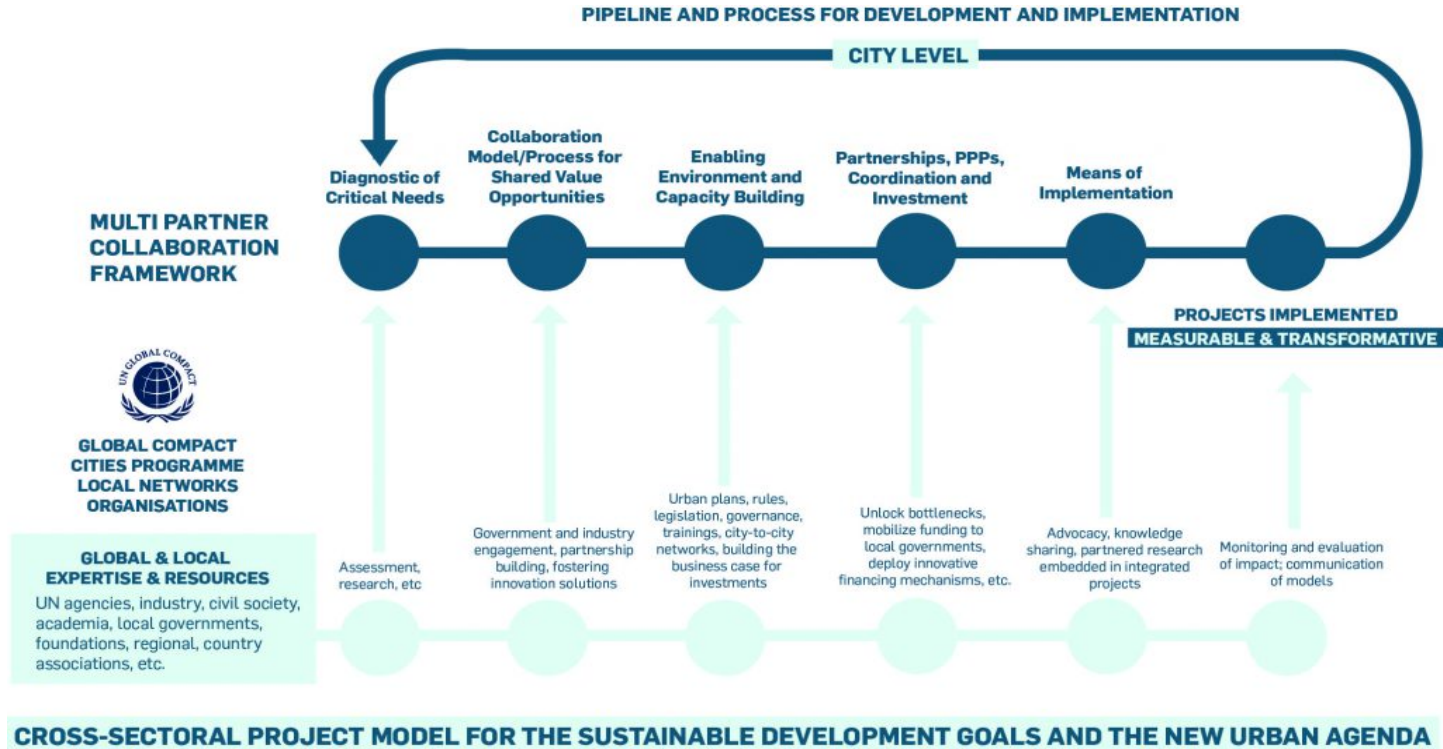 PIPELINE AND PROCESS FOR DEVELOPMENT AND IMPLEMENTATION
CITY LEVEL
Diagnostic of
Critical Needs
Collaboration
Model/Process for
Shared Value
Opportunities
Enabling
Environment and
Capacity Building
Partnerships, PPPs,
Coordination and
Investment
Means of
Implementation
MULTI PARTNER
COLLABORATION
FRAMEWORK
PROJECTS IMPLEMENTED
MEASURABLE & TRANSFORMATIVE
UN GLOBAL COMPACT
GLOBAL COMPACT
CITIES PROGRAMME
LOCAL NETWORKS
ORGANISATIONS
GLOBAL & LOCAL
EXPERTISE & RESOURCES
UN agencies, industry, civil society,
academia, local governments,
foundations, regional, country
associations, etc.
Assessment,
research, etc
Government and industry
engagement, partnership
building, fostering
innovation solutions
Urban plans, rules,
legislation, governance,
trainings, city-to-city
networks, building the
business case for
investments
Unlock bottlenecks,
mobilize funding to
local governments,
deploy innovative
financing mechanisms, etc.
Advocacy, knowledge
sharing, partnered research
embedded in integrated
projects
Monitoring and evaluation
of impact; communication
of models
CROSS-SECTORAL PROJECT MODEL FOR THE SUSTAINABLE DEVELOPMENT GOALS AND THE NEW URBAN AGENDA